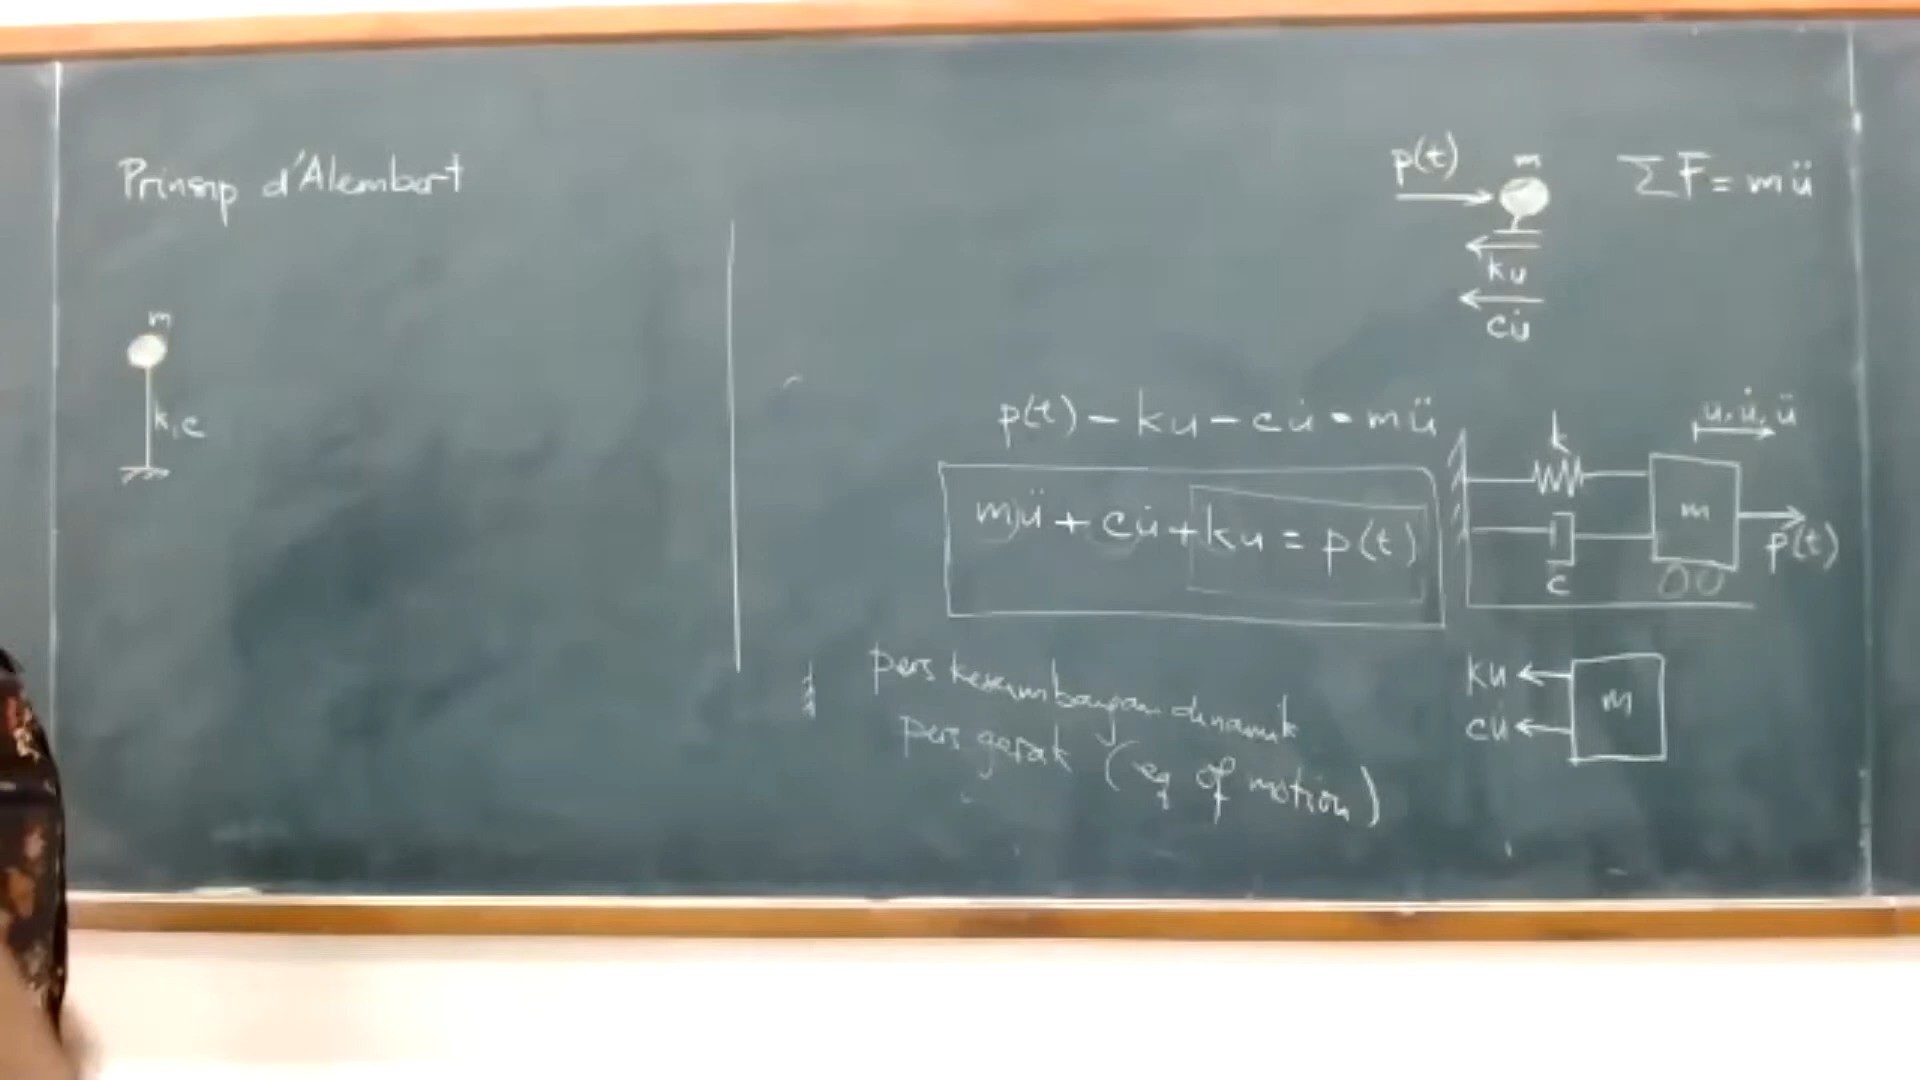 Prinsip d'Alembert
m
k, c
p(t)
m
ΣF = mü
ku
cu̇
p(t) - ku - cu̇ = mü
mü + cu̇ + ku = p(t)
pers keseimbangan dinamik
pers gerak (eq of motion)
k
u, u̇, ü
m
p(t)
c
ku
cu̇
m